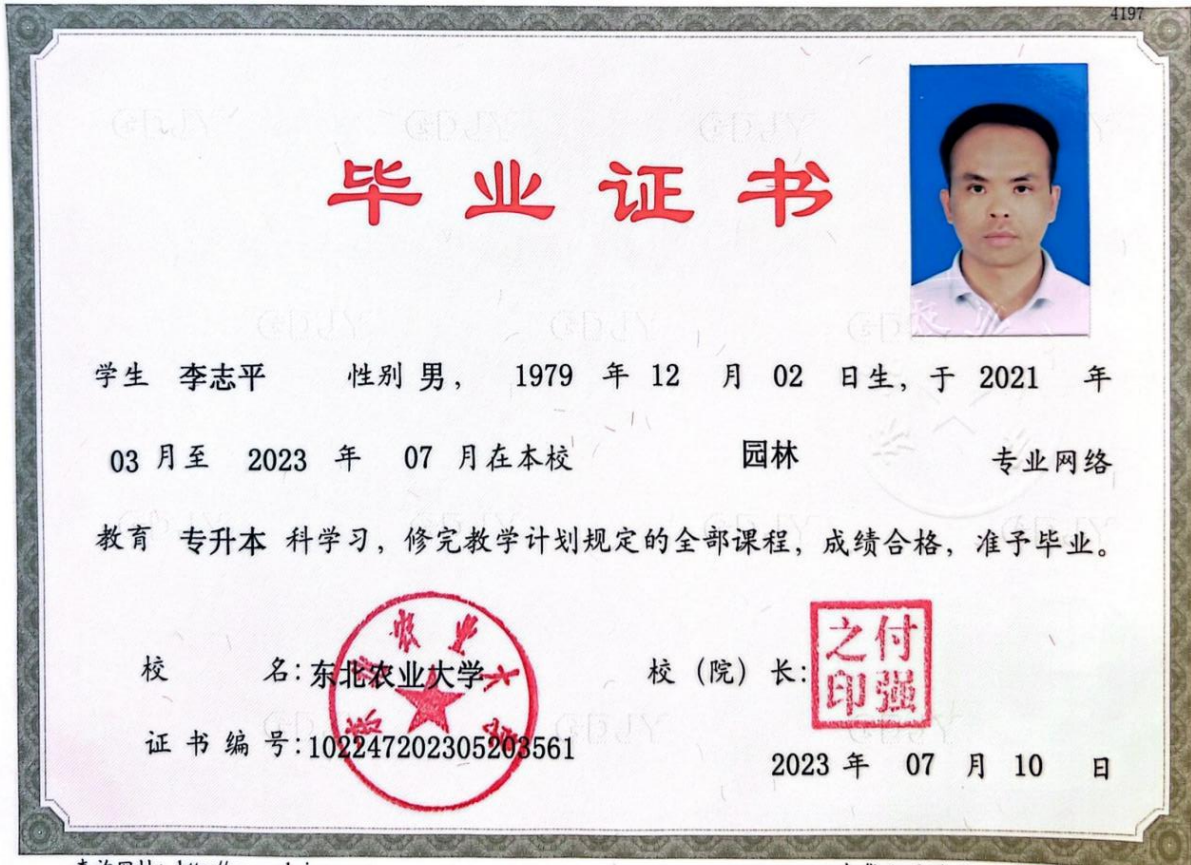 4197
毕业证书
学生 李志平 性别 男， 1979 年 12 月 02 日生，于 2021 年
03 月至 2023 年 07 月在本校 园林 专业网络
教育 专升本 科学习，修完教学计划规定的全部课程，成绩合格，准予毕业。
校 名：东北农业大学 校（院）长：
付强之印
证书编号：102247202305203561
2023 年 07 月 10 日